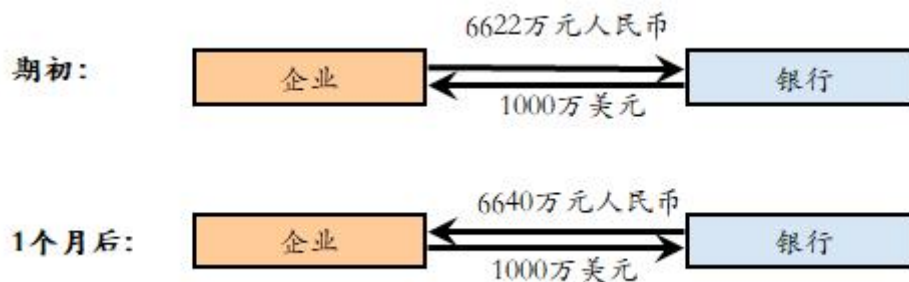 6622万元人民币
期初：
企业
银行
1000万美元
6640万元人民币
1个月后：
企业
银行
1000万美元